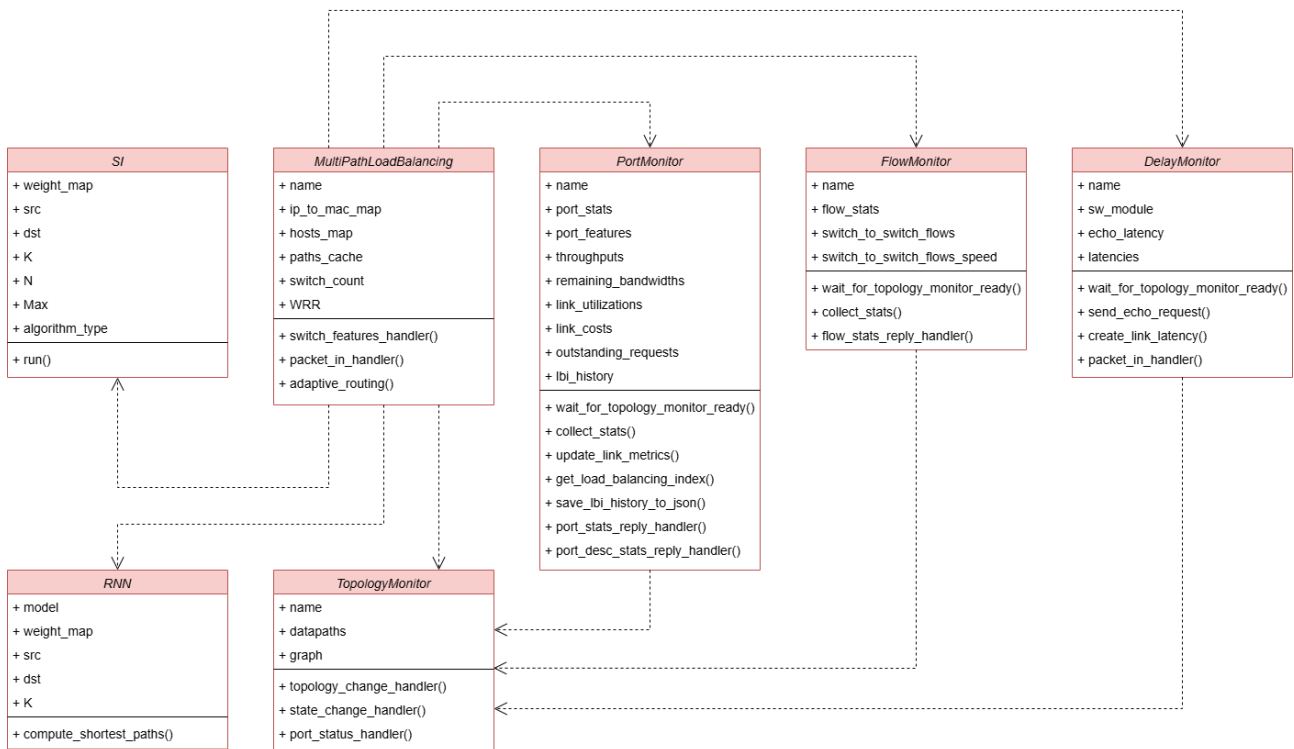 SI
+ weight_map
+ src
+ dst
+ K
+ N
+ Max
+ algorithm_type
+ run()
MultiPathLoadBalancing
+ name
+ ip_to_mac_map
+ hosts_map
+ paths_cache
+ switch_count
+ WRR
+ switch_features_handler()
+ packet_in_handler()
+ adaptive_routing()
PortMonitor
+ name
+ port_stats
+ port_features
+ throughputs
+ remaining_bandwidths
+ link_utilizations
+ link_costs
+ outstanding_requests
+ lbi_history
+ wait_for_topology_monitor_ready()
+ collect_stats()
+ update_link_metrics()
+ get_load_balancing_index()
+ save_lbi_history_to_json()
+ port_stats_reply_handler()
+ port_desc_stats_reply_handler()
FlowMonitor
+ name
+ flow_stats
+ switch_to_switch_flows
+ switch_to_switch_flows_speed
+ wait_for_topology_monitor_ready()
+ collect_stats()
+ flow_stats_reply_handler()
DelayMonitor
+ name
+ sw_module
+ echo_latency
+ latencies
+ wait_for_topology_monitor_ready()
+ send_echo_request()
+ create_link_latency()
+ packet_in_handler()
RNN
+ model
+ weight_map
+ src
+ dst
+ K
+ compute_shortest_paths()
TopologyMonitor
+ name
+ datapaths
+ graph
+ topology_change_handler()
+ state_change_handler()
+ port_status_handler()